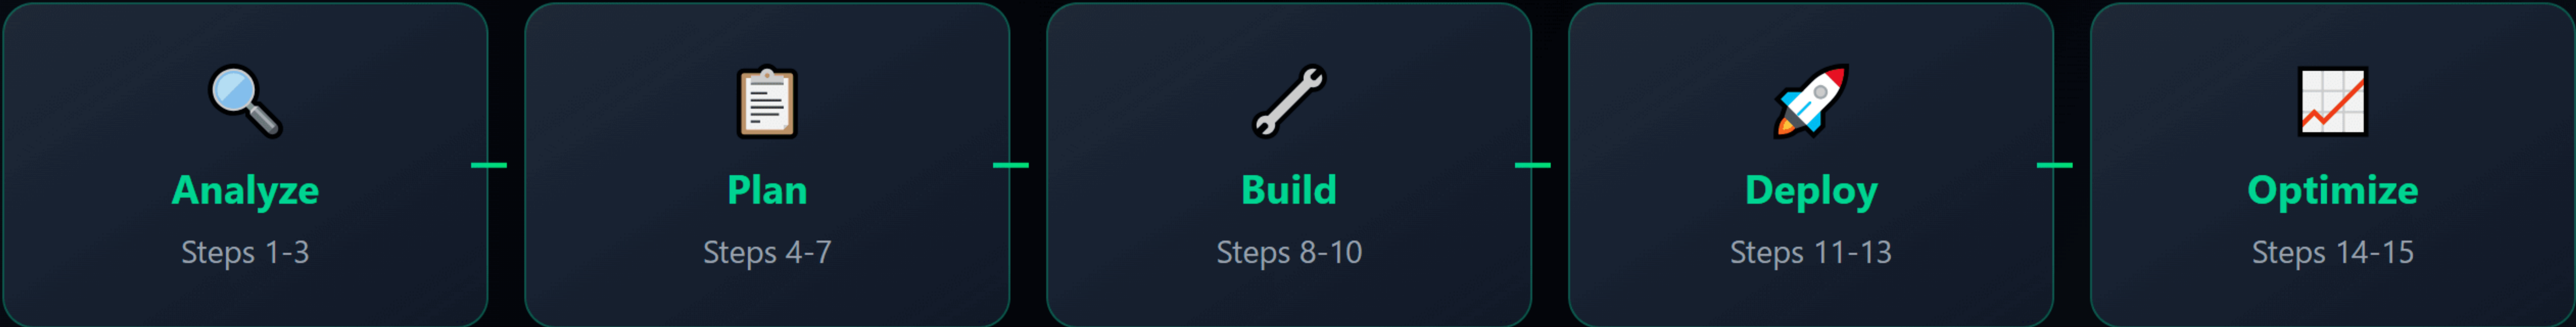 Analyze
Steps 1-3
Plan
Steps 4-7
Build
Steps 8-10
Deploy
Steps 11-13
Optimize
Steps 14-15